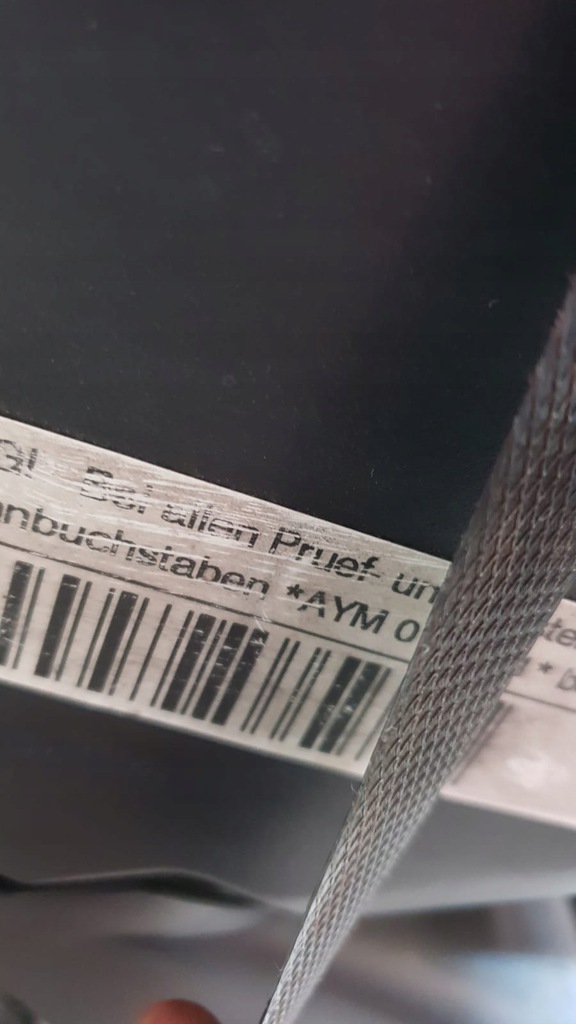 Bei allen Pruef- un
nbuchstaben *AYM 0